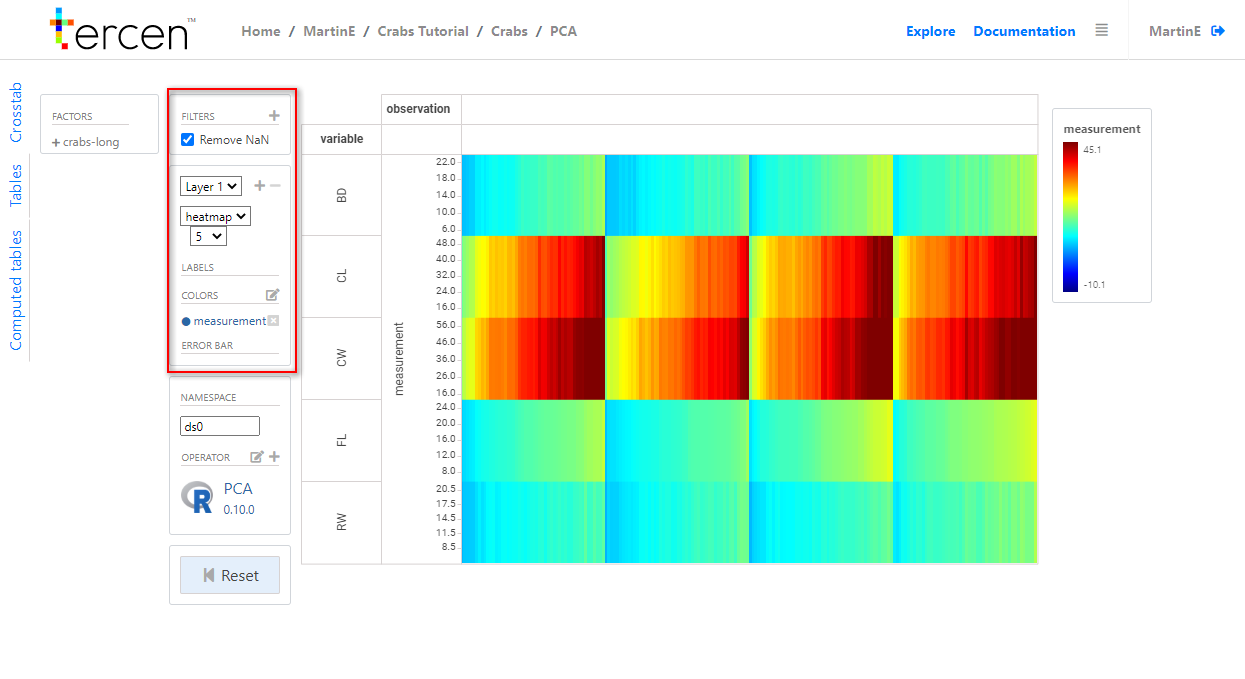 tercen™
Home / MartinE / Crabs Tutorial / Crabs / PCA
Explore
Documentation
MartinE
Crosstab
Tables
Computed tables
FACTORS
+ crabs-long
FILTERS +
Remove NaN
Layer 1 + −
heatmap
5
LABELS
COLORS
measurement
ERROR BAR
NAMESPACE
ds0
OPERATOR +
R
PCA
0.10.0
Reset
observation
variable
measurement
BD
22.0
18.0
14.0
10.0
6.0
CL
48.0
40.0
32.0
24.0
16.0
CW
56.0
46.0
36.0
26.0
16.0
FL
24.0
20.0
16.0
12.0
8.0
RW
20.5
17.5
14.5
11.5
8.5
measurement
45.1
-10.1